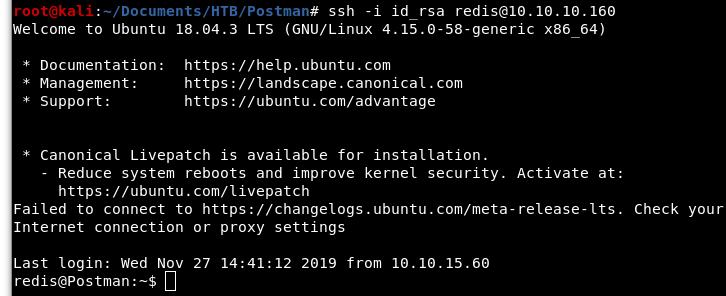 root@kali:~/Documents/HTB/Postman# ssh -i id_rsa redis@10.10.10.160
Welcome to Ubuntu 18.04.3 LTS (GNU/Linux 4.15.0-58-generic x86_64)
* Documentation:  https://help.ubuntu.com
* Management:     https://landscape.canonical.com
* Support:        https://ubuntu.com/advantage
* Canonical Livepatch is available for installation.
- Reduce system reboots and improve kernel security. Activate at:
https://ubuntu.com/livepatch
Failed to connect to https://changelogs.ubuntu.com/meta-release-lts. Check your
Internet connection or proxy settings
Last login: Wed Nov 27 14:41:12 2019 from 10.10.15.60
redis@Postman:~$